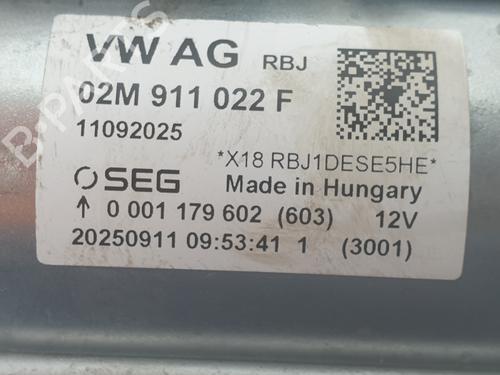 VW AG RBJ
02M 911 022 F
11092025
*X18 RBJ1DESE5HE*
SEG Made in Hungary
↑ 0 001 179 602 (603) 12V
20250911 09:53:41 1 (3001)
B-PARTS